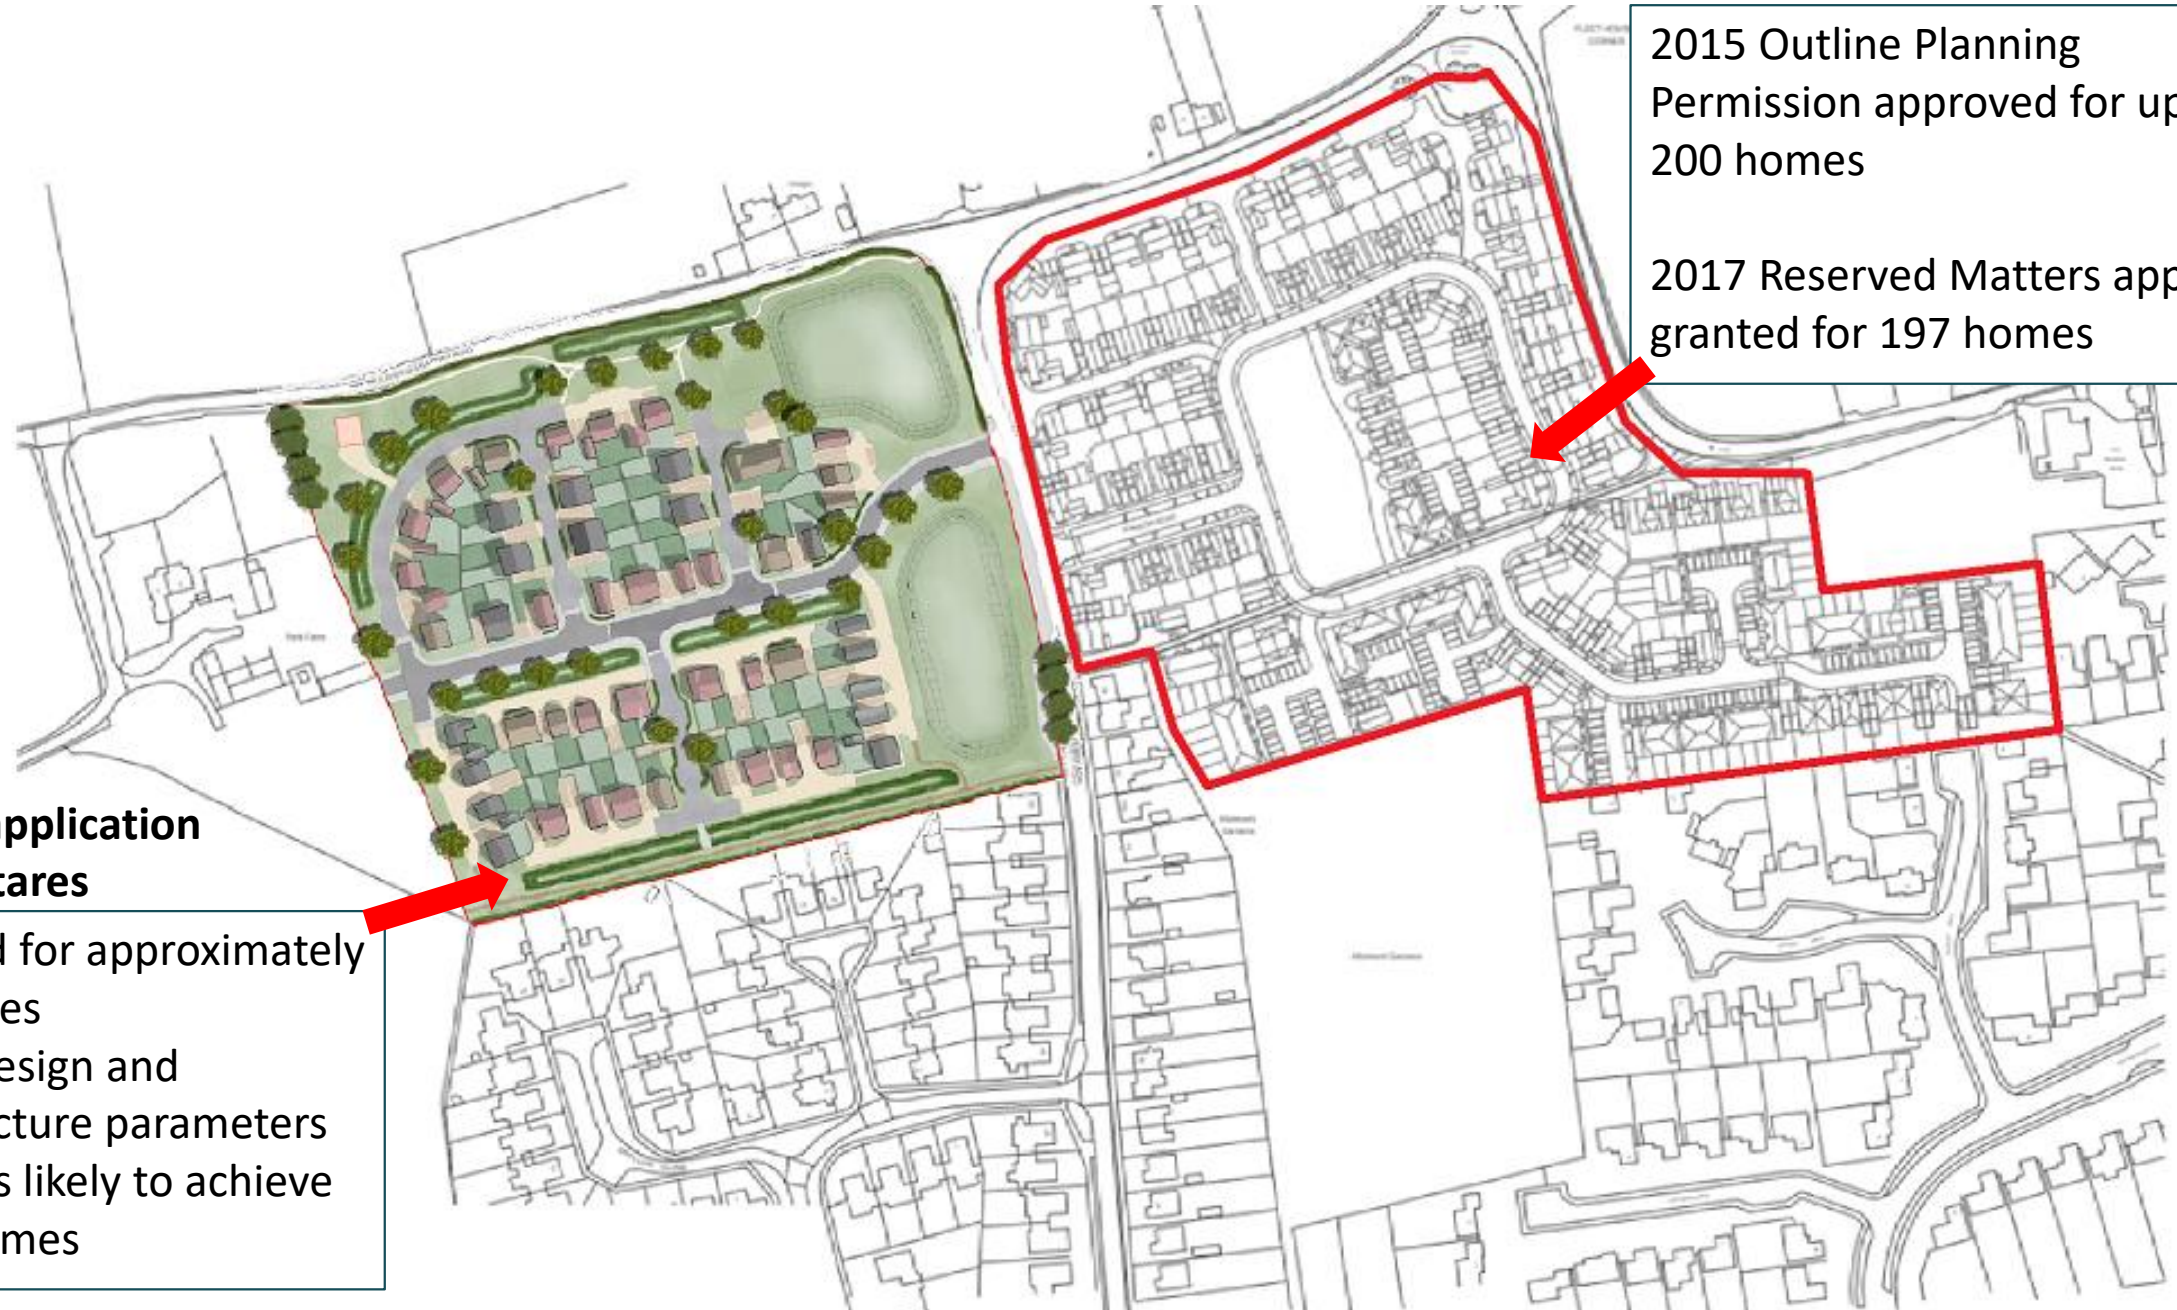 2015 Outline Planning
Permission approved for up
200 homes
2017 Reserved Matters app
granted for 197 homes
application
tares
d for approximately
es
esign and
cture parameters
s likely to achieve
mes